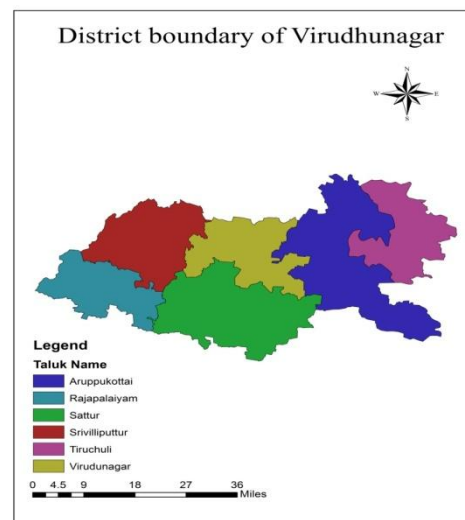 District boundary of Virudhunagar
N
W E
S
Legend
Taluk Name
Aruppukottai
Rajapalaiyam
Sattur
Srivilliputtur
Tiruchuli
Virudunagar
0 4.5 9 18 27 36
Miles